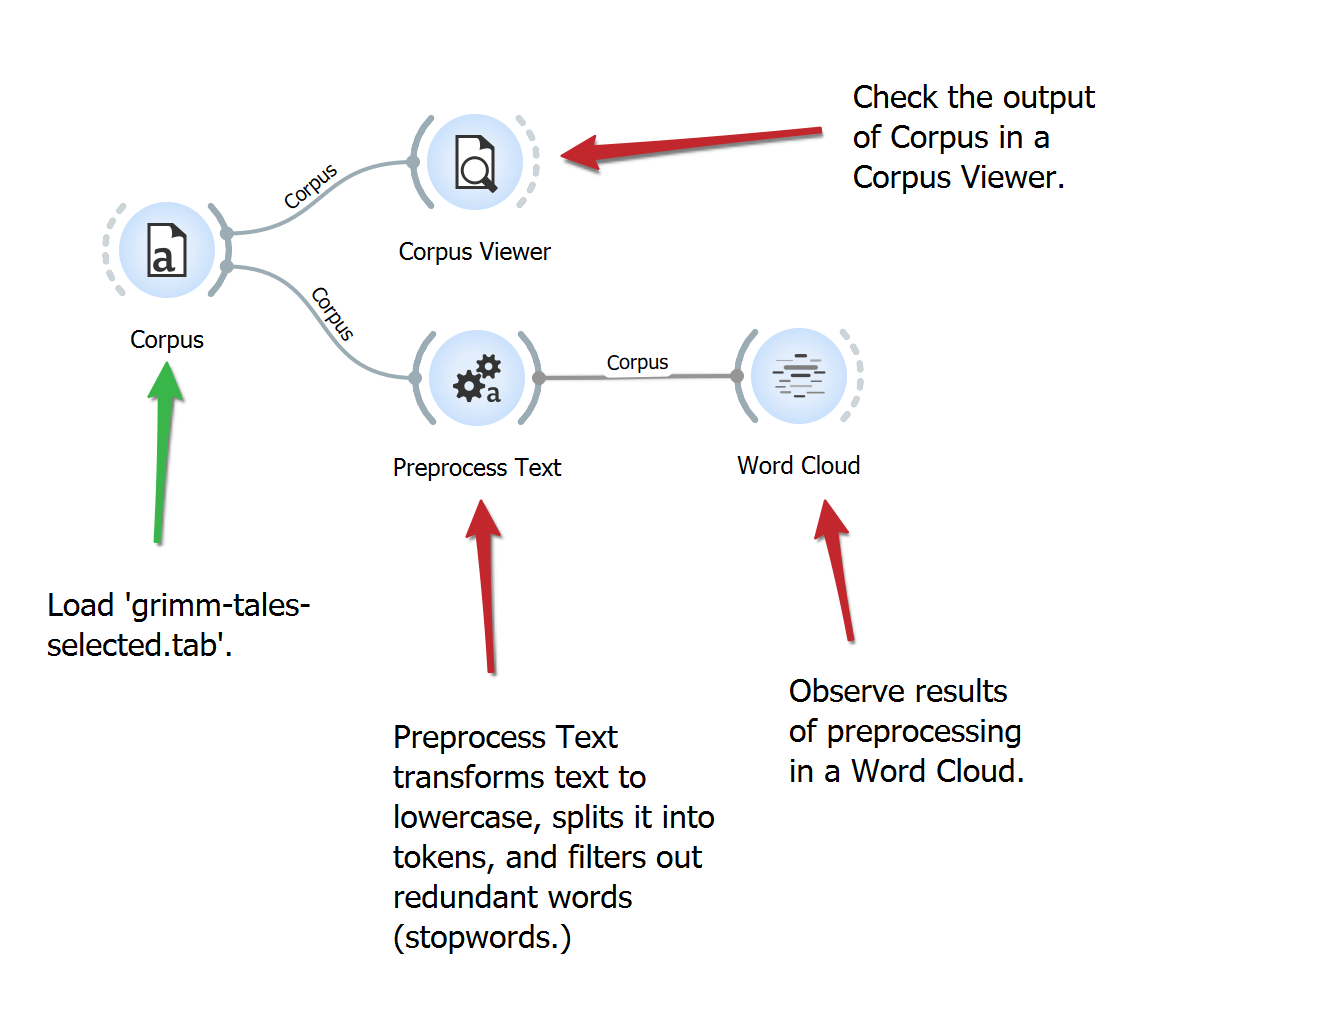 Check the output
of Corpus in a
Corpus Viewer.
Corpus
Corpus Viewer
Corpus
Corpus
Corpus
Preprocess Text
Word Cloud
Load 'grimm-tales-
selected.tab'.
Preprocess Text
transforms text to
lowercase, splits it into
tokens, and filters out
redundant words
(stopwords.)
Observe results
of preprocessing
in a Word Cloud.